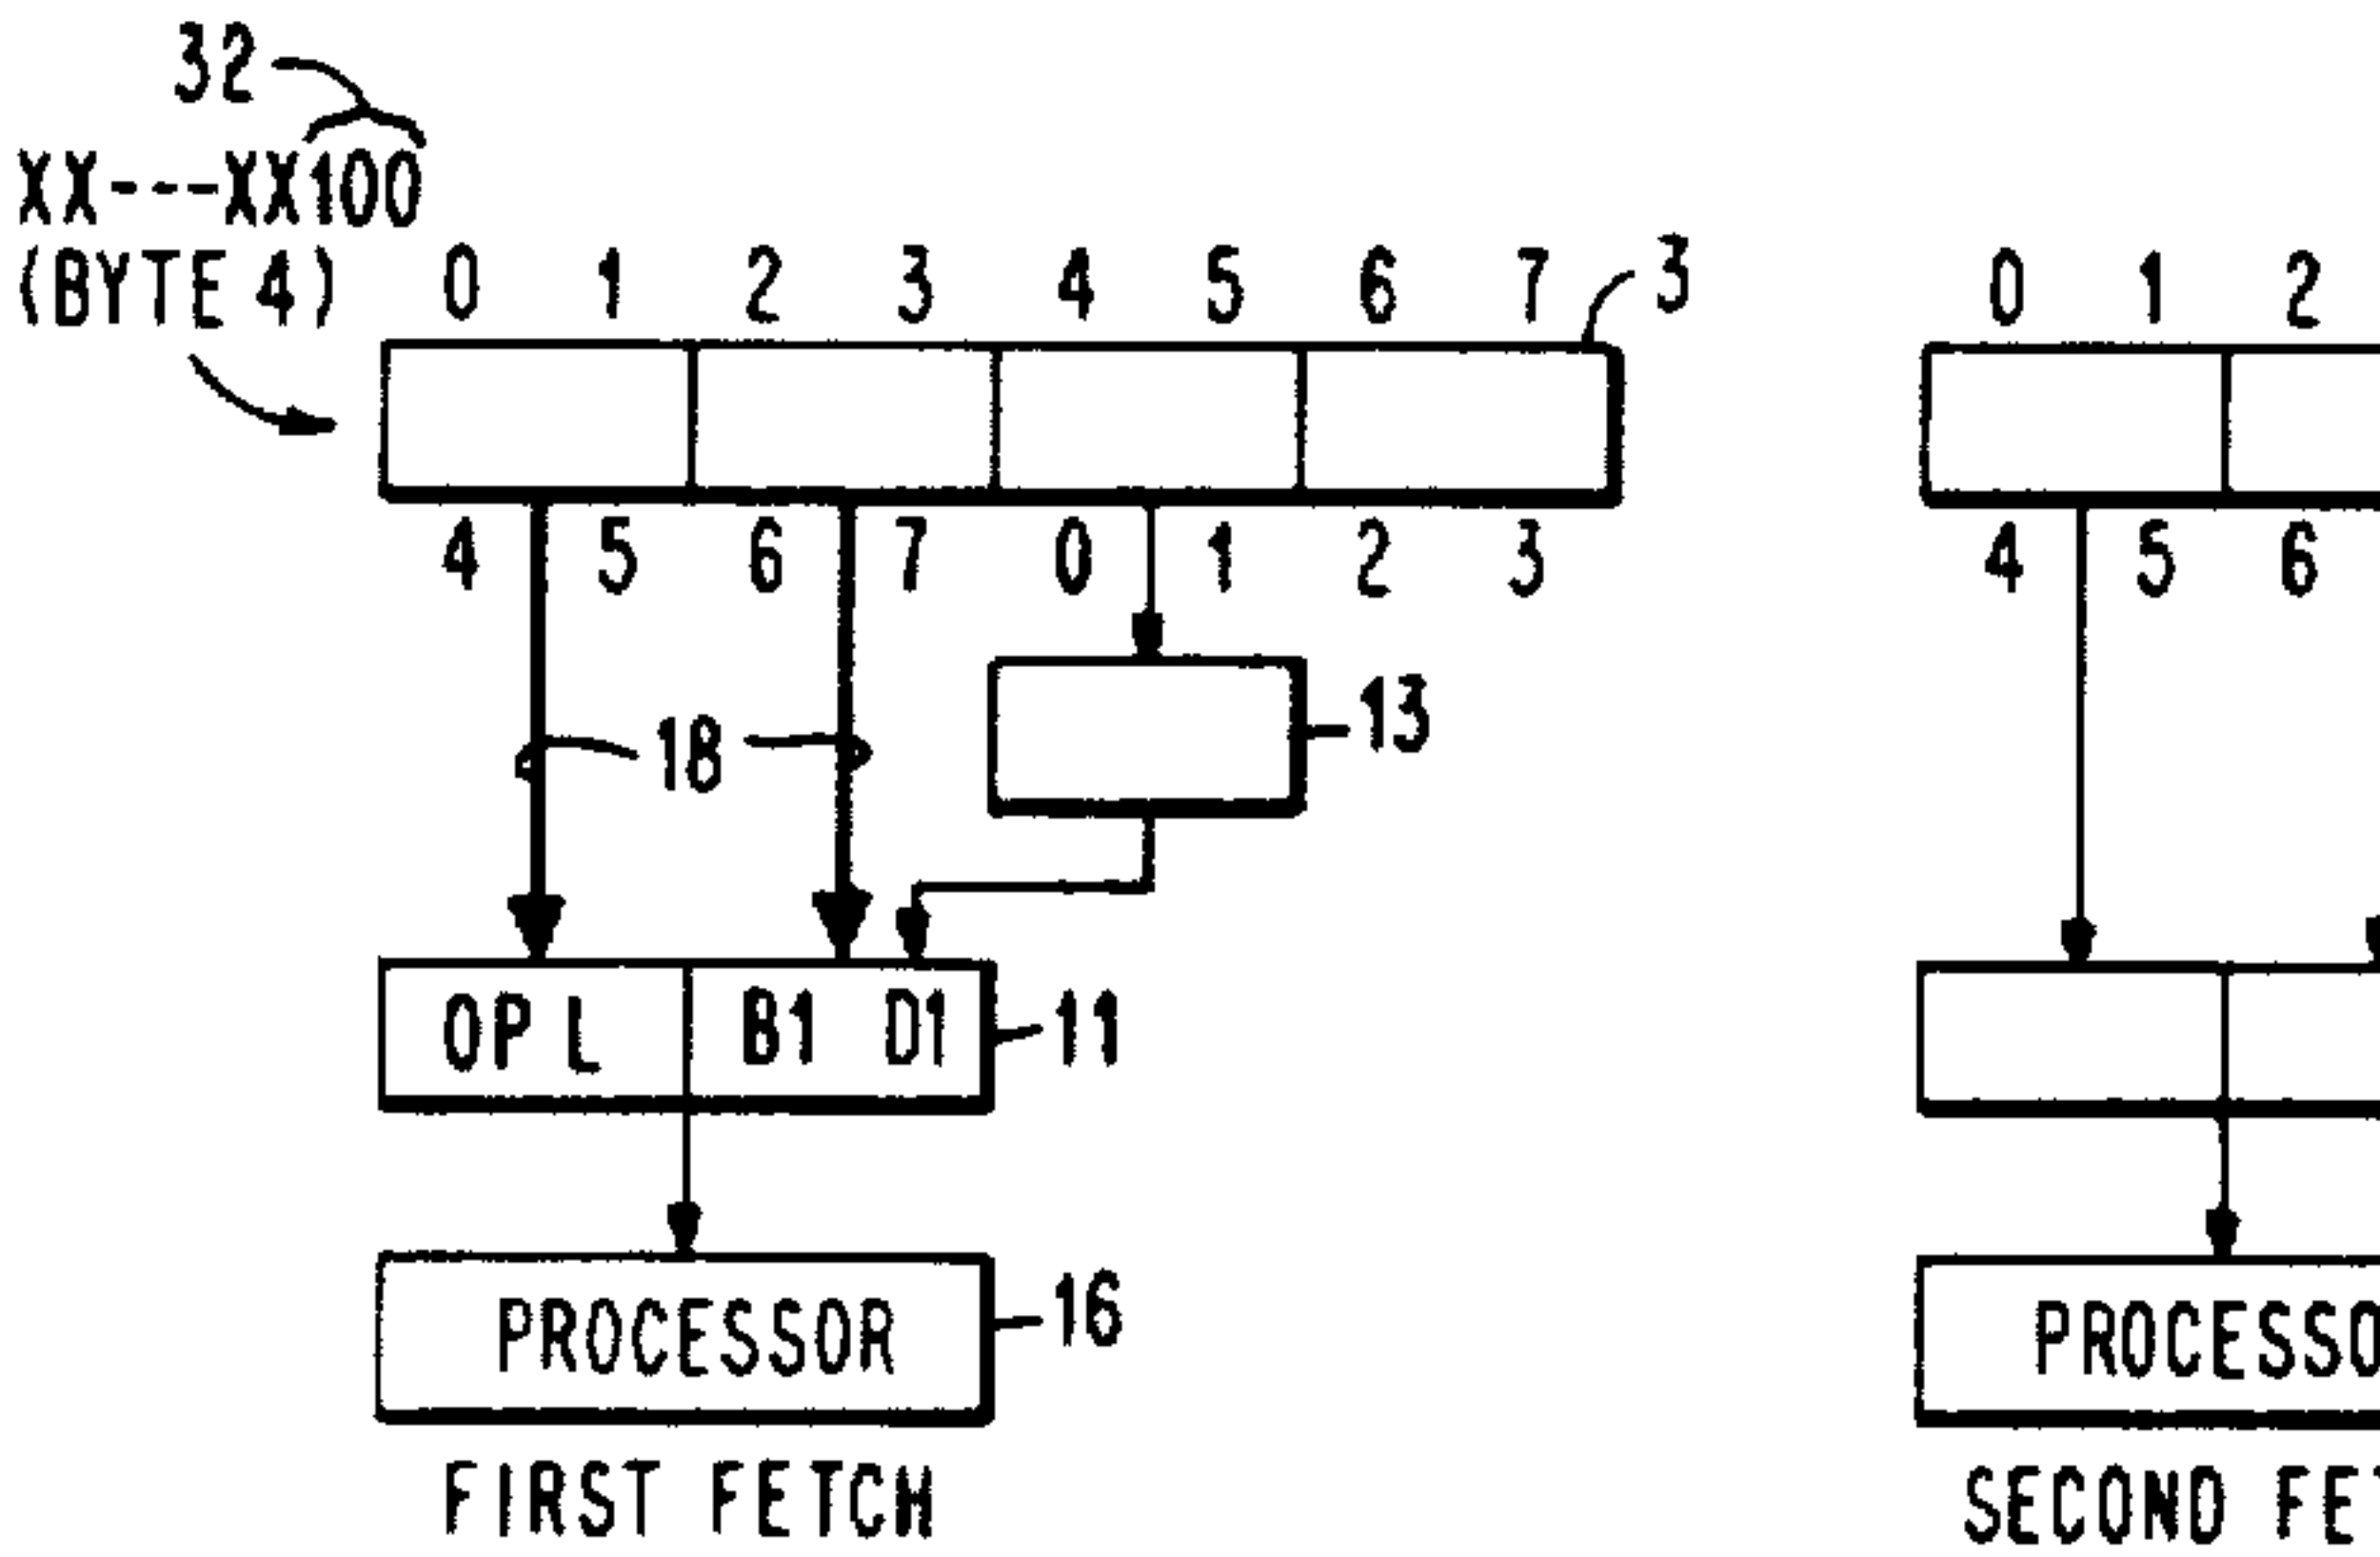 32
XX---XX100
(BYTE 4)
0 1 2 3 4 5 6 7 3
4 5 6 7 0 1 2 3
18
13
OP L B1 D1 11
PROCESSOR 16
FIRST FETCH
0 1 2
4 5 6
PROCESSO
SECOND FE